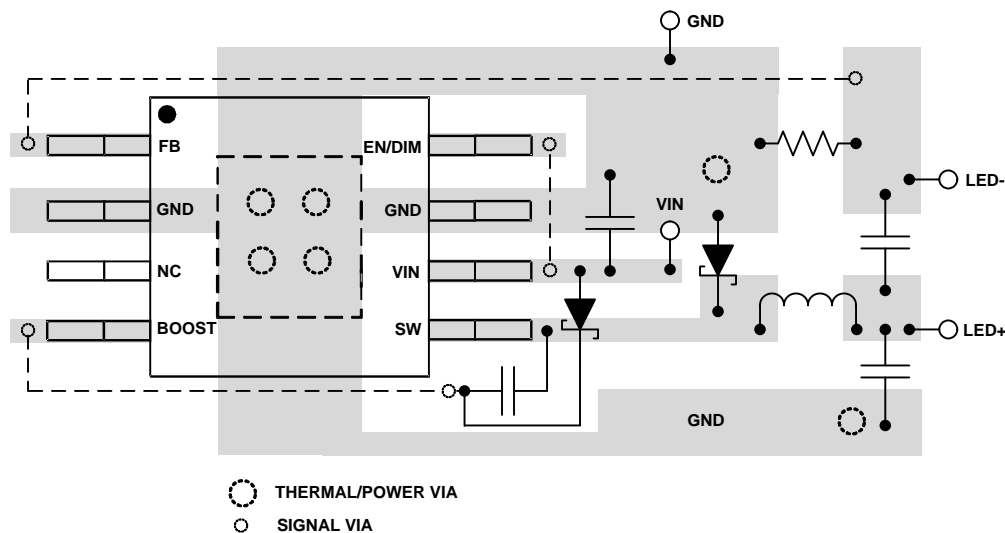 GND
FB
EN/DIM
GND
GND
VIN
LED-
NC
VIN
BOOST
SW
LED+
GND
THERMAL/POWER VIA
SIGNAL VIA